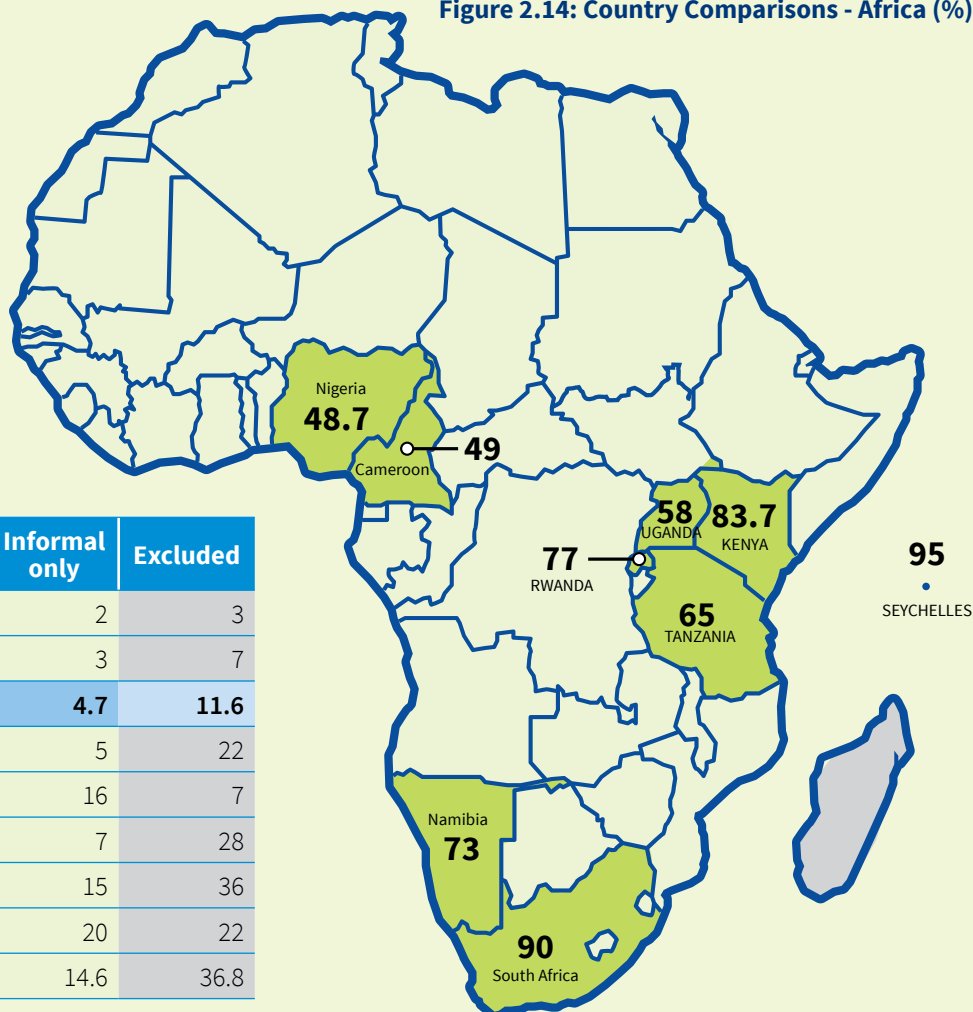 Figure 2.14: Country Comparisons - Africa (%)
Nigeria
48.7
49
Cameroon
58
UGANDA
83.7
KENYA
77
RWANDA
95
SEYCHELLES
65
TANZANIA
Informal only Excluded
2 3
3 7
4.7 11.6
5 22
16 7
7 28
15 36
20 22
14.6 36.8
Namibia
73
90
South Africa